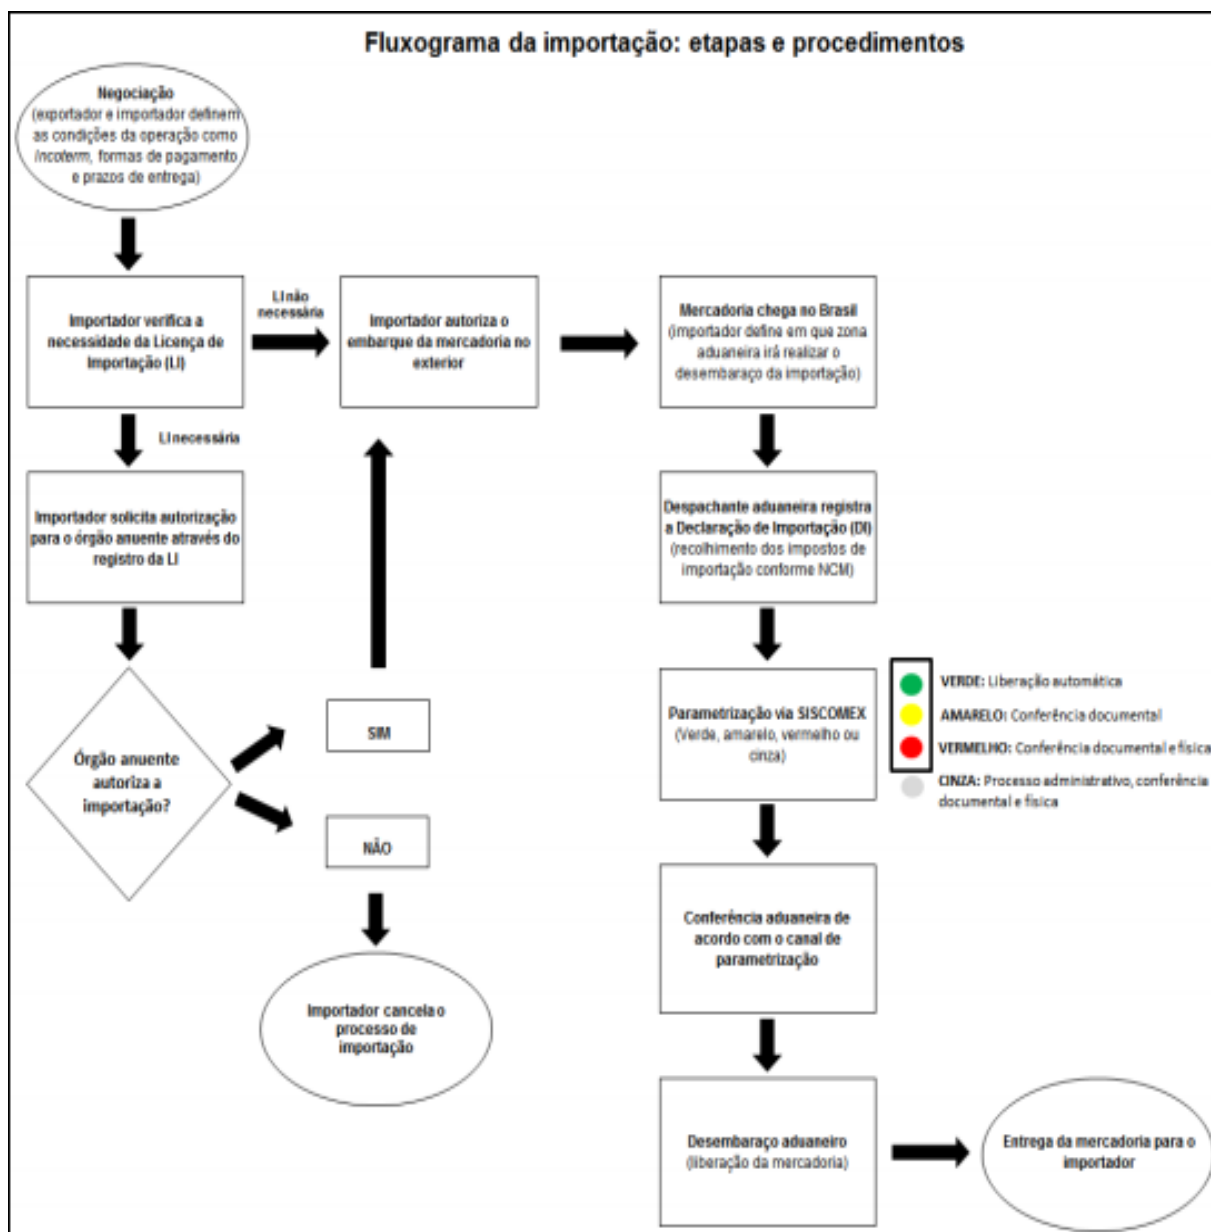 Fluxograma da importação: etapas e procedimentos
Negociação
(exportador e importador definem
as condições da operação como
Incoterm, formas de pagamento
e prazos de entrega)
Importador verifica a
necessidade da Licença de
Importação (LI)
LI não
necessária
Importador autoriza o
embarque da mercadoria no
exterior
Mercadoria chega no Brasil
(importador define em que zona
aduaneira irá realizar o
desembaraço da importação)
LI necessária
Importador solicita autorização
para o órgão anuente através do
registro da LI
Despachante aduaneira registra
a Declaração de Importação (DI)
(recolhimento dos impostos de
importação conforme NCM)
Órgão anuente
autoriza a
importação?
SIM
NÃO
Importador cancela o
processo de
importação
Parametrização via SISCOMEX
(Verde, amarelo, vermelho ou
cinza)
VERDE: Liberação automática
AMARELO: Conferência documental
VERMELHO: Conferência documental e física
CINZA: Processo administrativo, conferência
documental e física
Conferência aduaneira de
acordo com o canal de
parametrização
Desembaraço aduaneiro
(liberação da mercadoria)
Entrega da mercadoria para o
importador